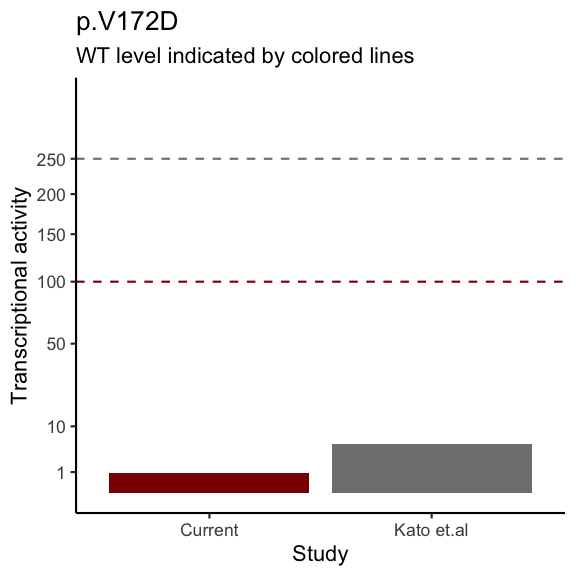 p.V172D
WT level indicated by colored lines
Transcriptional activity
250
200
150
100
50
10
1
Current
Kato et.al
Study